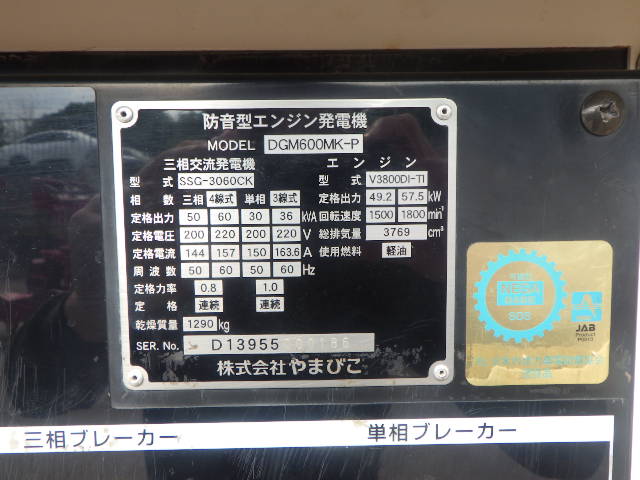 防音型エンジン発電機
MODEL DGM600MK-P
三相交流発電機 エンジン
型式 SSG-3060CK 型式 V3800DI-TI
相数 三相 4線式 単相 3線式 定格出力 49.2 57.5 kW
定格出力 50 60 30 36 kVA 回転速度 1500 1800 min⁻¹
定格電圧 200 220 200 220 V 総排気量 3769 cm³
定格電流 144 157 150 163.6 A 使用燃料 軽油
周波数 50 60 50 60 Hz
定格力率 0.8 1.0
定格 連続 連続
乾燥質量 1290 kg
SER. No. D13955
株式会社やまびこ
SDS
JAB
Product
三相ブレーカー 単相ブレーカー